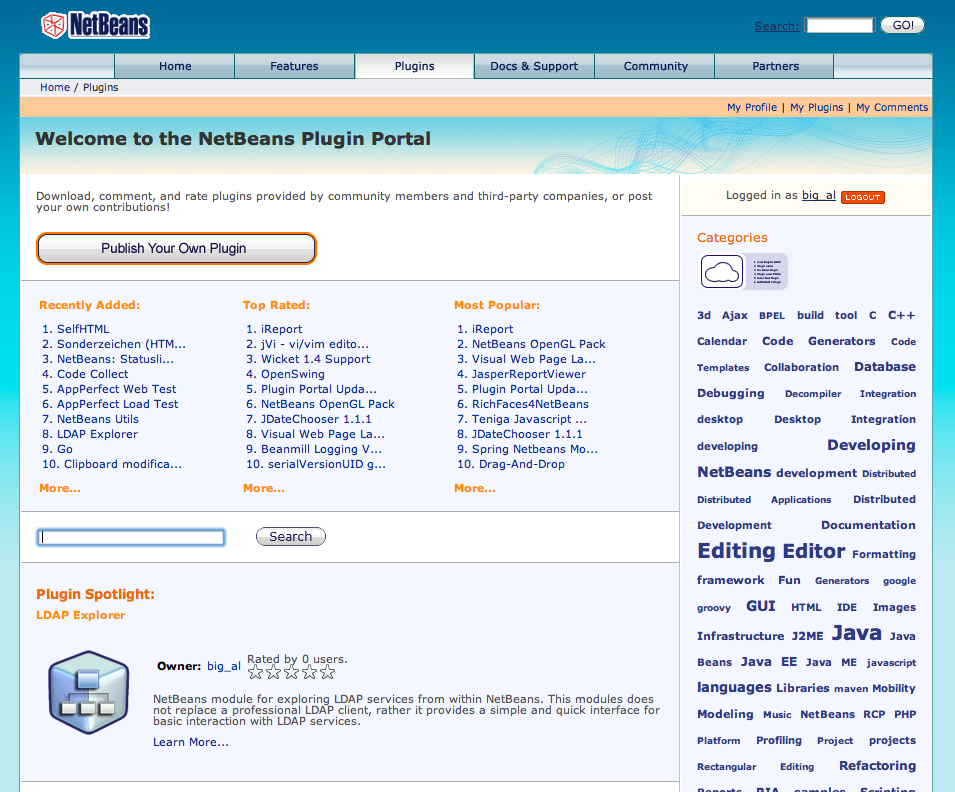 NetBeans
Search: GO!
Home Features Plugins Docs & Support Community Partners
Home / Plugins
My Profile | My Plugins | My Comments
Welcome to the NetBeans Plugin Portal
Download, comment, and rate plugins provided by community members and third-party companies, or post
your own contributions!
Publish Your Own Plugin
Recently Added:
1. SelfHTML
2. Sonderzeichen (HTM...
3. NetBeans: Statusli...
4. Code Collect
5. AppPerfect Web Test
6. AppPerfect Load Test
7. NetBeans Utils
8. LDAP Explorer
9. Go
10. Clipboard modifica...
More...
Top Rated:
1. iReport
2. jVi - vi/vim edito...
3. Wicket 1.4 Support
4. OpenSwing
5. Plugin Portal Upda...
6. NetBeans OpenGL Pack
7. JDateChooser 1.1.1
8. Visual Web Page La...
9. Beanmill Logging V...
10. serialVersionUID g...
More...
Most Popular:
1. iReport
2. NetBeans OpenGL Pack
3. Visual Web Page La...
4. JasperReportViewer
5. Plugin Portal Upda...
6. RichFaces4NetBeans
7. Teniga Javascript ...
8. JDateChooser 1.1.1
9. Spring Netbeans Mo...
10. Drag-And-Drop
More...
Search
Plugin Spotlight:
LDAP Explorer
Owner: big_al
Rated by 0 users.
NetBeans module for exploring LDAP services from within NetBeans. This modules does
not replace a professional LDAP client, rather it provides a simple and quick interface for
basic interaction with LDAP services.
Learn More...
Logged in as big_al LOGOUT
Categories
3d Ajax BPEL build tool C C++
Calendar Code Generators Code
Templates Collaboration Database
Debugging Decompiler Integration
desktop Desktop Integration
developing Developing
NetBeans development Distributed
Distributed Applications Distributed
Development Documentation
Editing Editor Formatting
framework Fun Generators google
groovy GUI HTML IDE Images
Infrastructure J2ME Java Java
Beans Java EE Java ME javascript
languages Libraries maven Mobility
Modeling Music NetBeans RCP PHP
Platform Profiling Project projects
Rectangular Editing Refactoring
Reports RIA samples Scripting